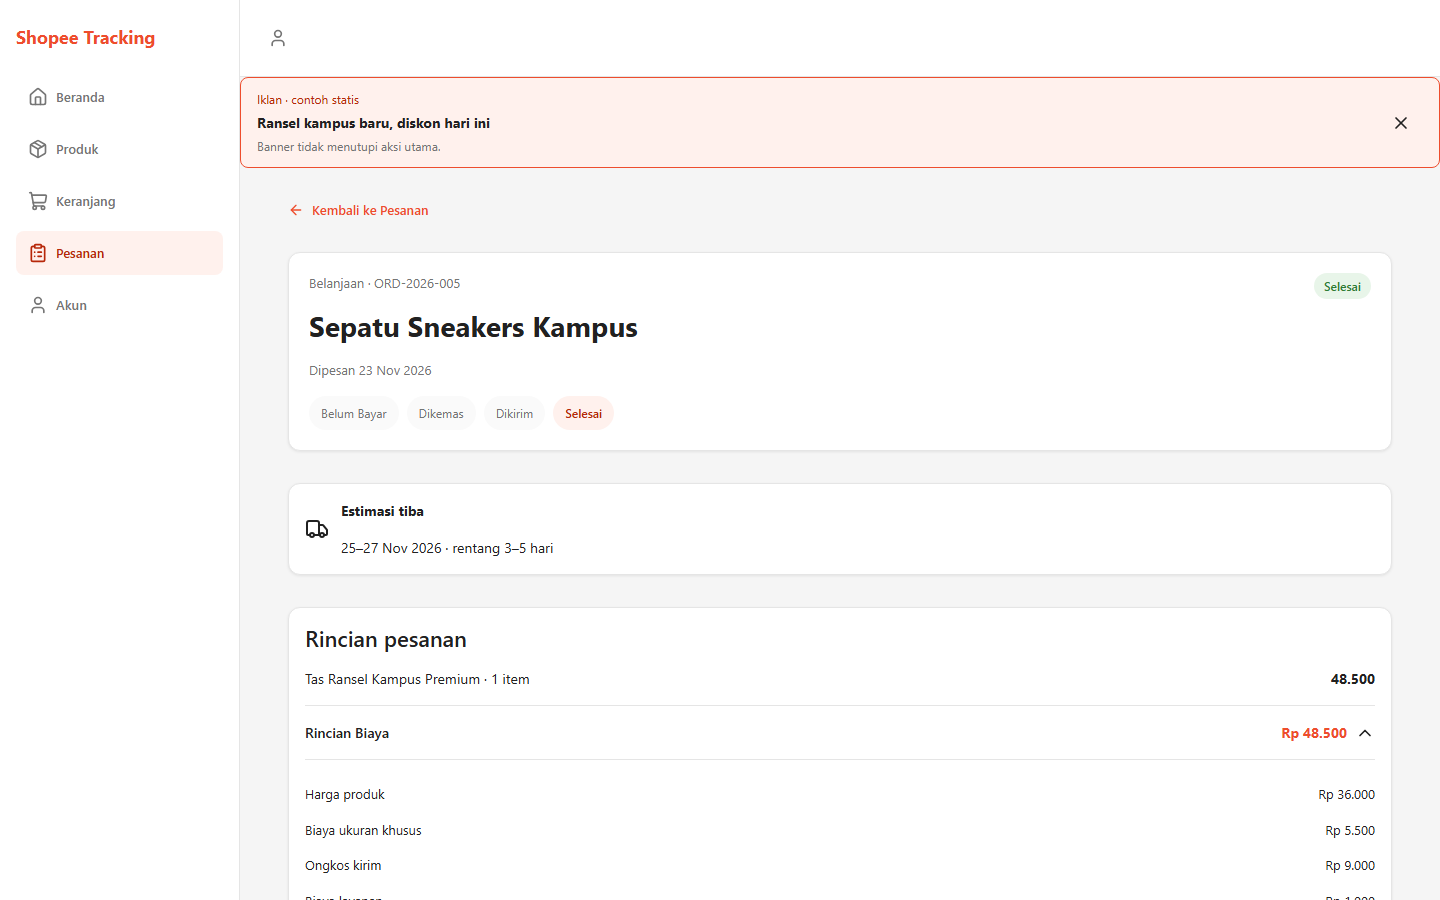 Shopee Tracking
Beranda
Produk
Keranjang
Pesanan
Akun
Iklan · contoh statis
Ransel kampus baru, diskon hari ini
Banner tidak menutupi aksi utama.
Kembali ke Pesanan
Belanjaan · ORD-2026-005
Selesai
Sepatu Sneakers Kampus
Dipesan 23 Nov 2026
Belum Bayar Dikemas Dikirim Selesai
Estimasi tiba
25–27 Nov 2026 · rentang 3–5 hari
Rincian pesanan
Tas Ransel Kampus Premium · 1 item 48.500
Rincian Biaya Rp 48.500
Harga produk Rp 36.000
Biaya ukuran khusus Rp 5.500
Ongkos kirim Rp 9.000